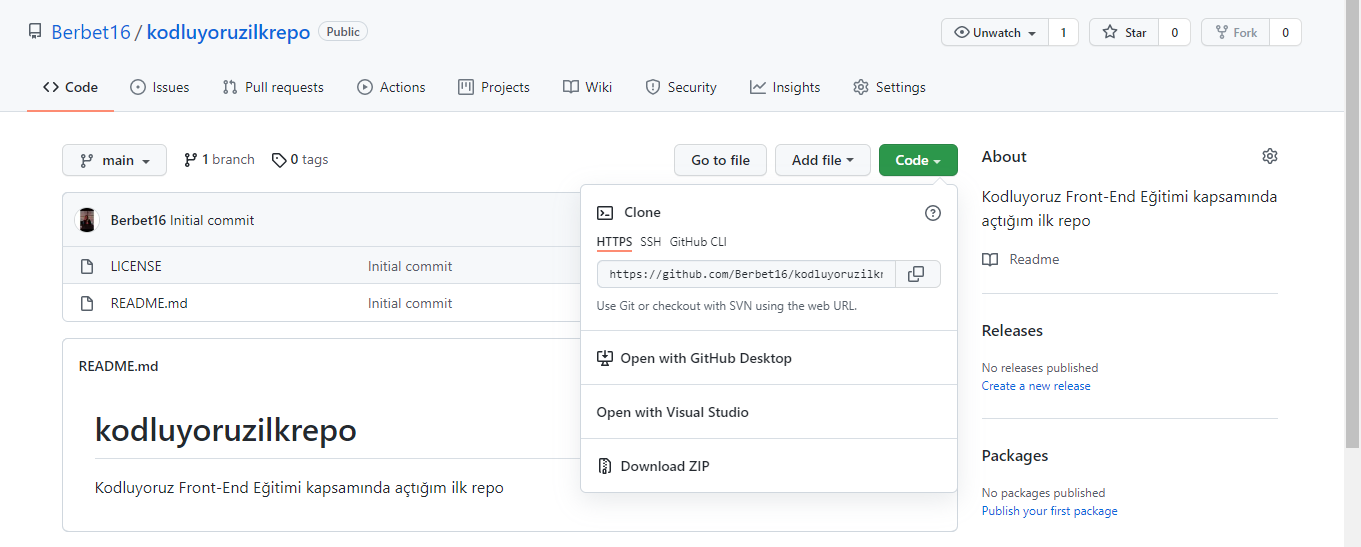 Berbet16 / kodluyoruzilkrepo Public
Unwatch 1 Star 0 Fork 0
Code Issues Pull requests Actions Projects Wiki Security Insights Settings
main 1 branch 0 tags Go to file Add file Code
Berbet16 Initial commit
LICENSE Initial commit
README.md Initial commit
README.md
kodluyoruzilkrepo
Kodluyoruz Front-End Eğitimi kapsamında açtığım ilk repo
Clone
HTTPS SSH GitHub CLI
https://github.com/Berbet16/kodluyoruzilkr
Use Git or checkout with SVN using the web URL.
Open with GitHub Desktop
Open with Visual Studio
Download ZIP
About
Kodluyoruz Front-End Eğitimi kapsamında
açtığım ilk repo
Readme
Releases
No releases published
Create a new release
Packages
No packages published
Publish your first package